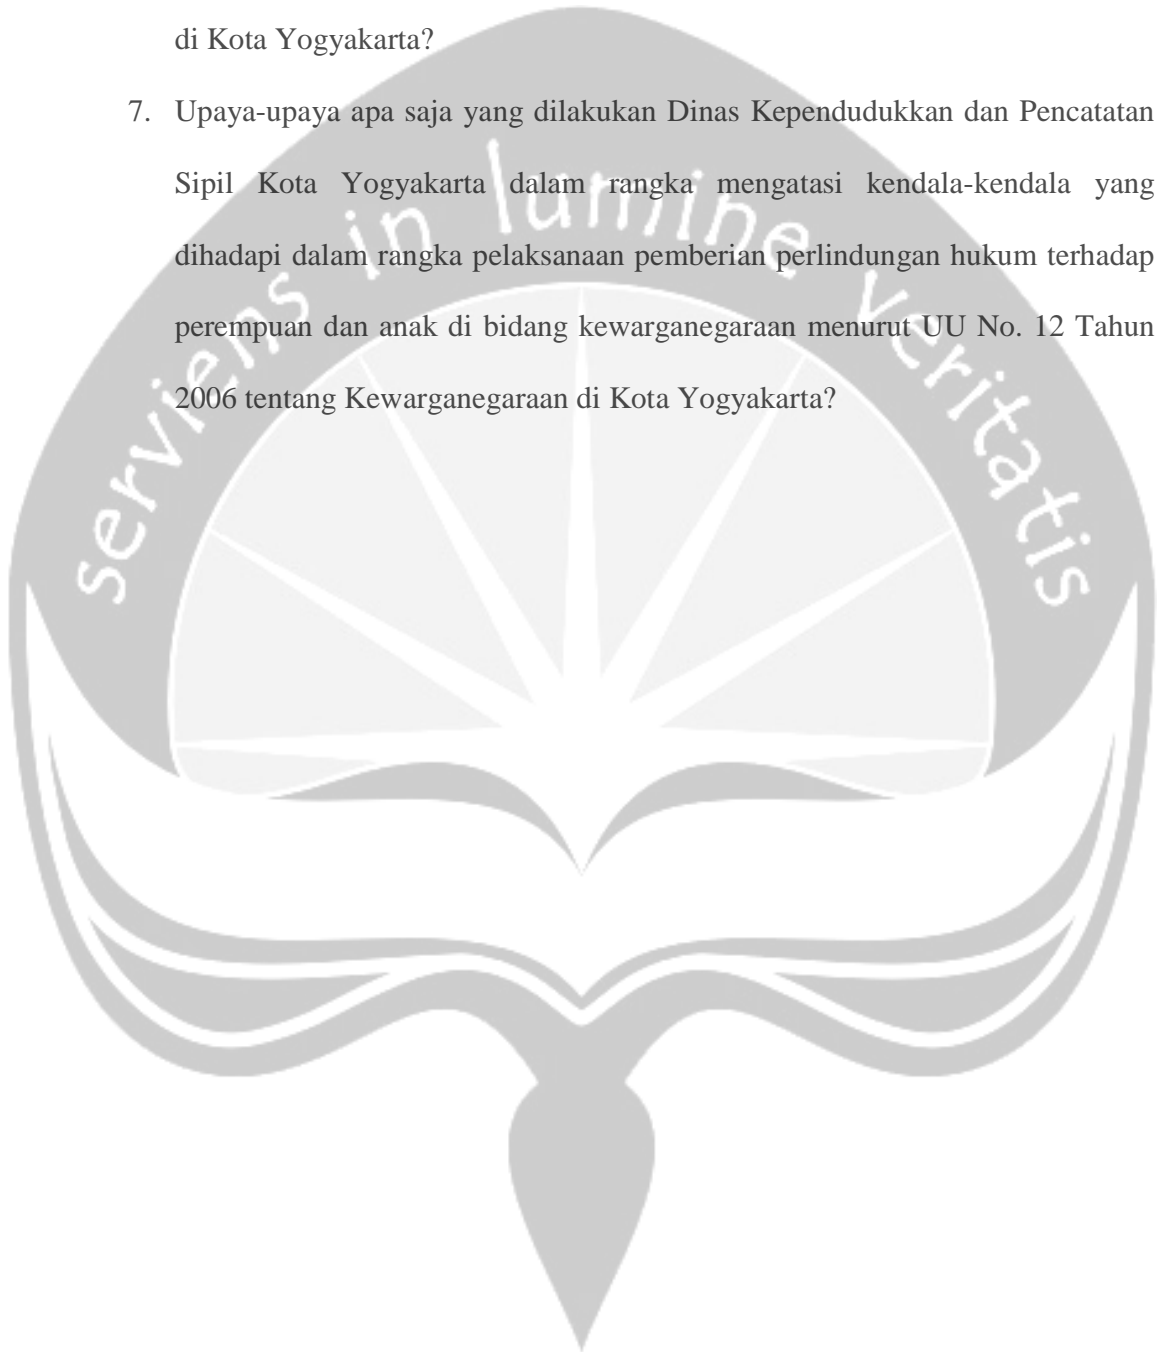 di Kota Yogyakarta?
7. Upaya-upaya apa saja yang dilakukan Dinas Kependudukkan dan Pencatatan
Sipil Kota Yogyakarta dalam rangka mengatasi kendala-kendala yang
dihadapi dalam rangka pelaksanaan pemberian perlindungan hukum terhadap
perempuan dan anak di bidang kewarganegaraan menurut UU No. 12 Tahun
2006 tentang Kewarganegaraan di Kota Yogyakarta?
serviens in lumine veritatis